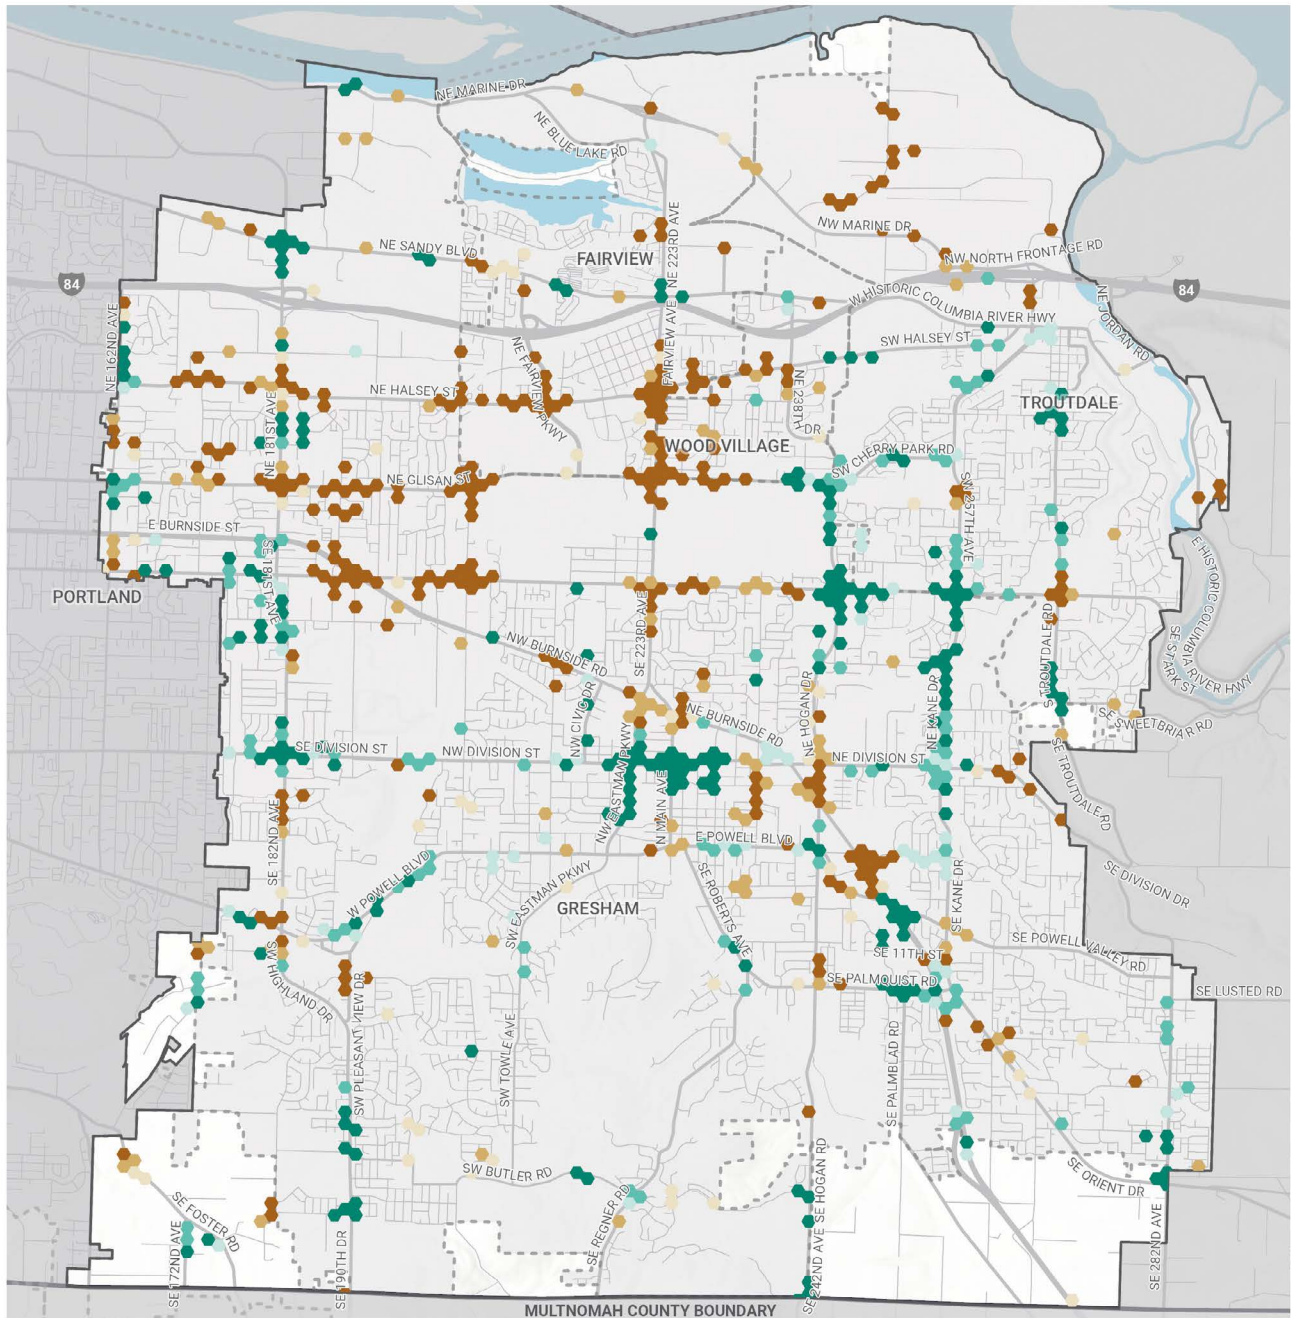 NE MARINE DR
NE BLUE LAKE RD
NE 223RD AVE
NW MARINE DR
NE SANDY BLVD
FAIRVIEW
NW NORTH FRONTAGE RD
84
84
W HISTORIC COLUMBIA RIVER HWY
NE JORDAN RD
NE 162ND AVE
FAIRVIEW AVE
SW HALSEY ST
NE FAIRVIEW PKWY
NE HALSEY ST
NE 238TH DR
TROUTDALE
NE 181ST AVE
WOOD VILLAGE
SW CHERRY PARK RD
NE GLISAN ST
SW 257TH AVE
E BURNSIDE ST
SE 181ST AVE
E HISTORIC COLUMBIA RIVER HWY
PORTLAND
SE 223RD AVE
S TROUTDALE RD
SE STARK ST
NW BURNSIDE RD
NW CIVIC DR
NE BURNSIDE RD
NE HOGAN DR
NE KANE DR
SE SWEETBRIAR RD
SE DIVISION ST
NW DIVISION ST
NE DIVISION ST
NW EASTMAN PKWY
N MAIN AVE
SE TROUTDALE RD
SE 182ND AVE
E POWELL BLVD
W POWELL BLVD
SW EASTMAN PKWY
SE ROBERTS AVE
SE KANE DR
SE DIVISION DR
GRESHAM
SE 11TH ST
SE POWELL VALLEY RD
SW HIGHLAND DR
SW PLEASANT VIEW DR
SE PALMQUIST RD
SE LUSTED RD
SW TOWLE AVE
SE PALMBLAD RD
SW BUTLER RD
SE HOGAN RD
SE ORIENT DR
SE FOSTER RD
SE 172ND AVE
SE 190TH DR
SE REGNER RD
SE 242ND AVE
SE 282ND AVE
MULTNOMAH COUNTY BOUNDARY